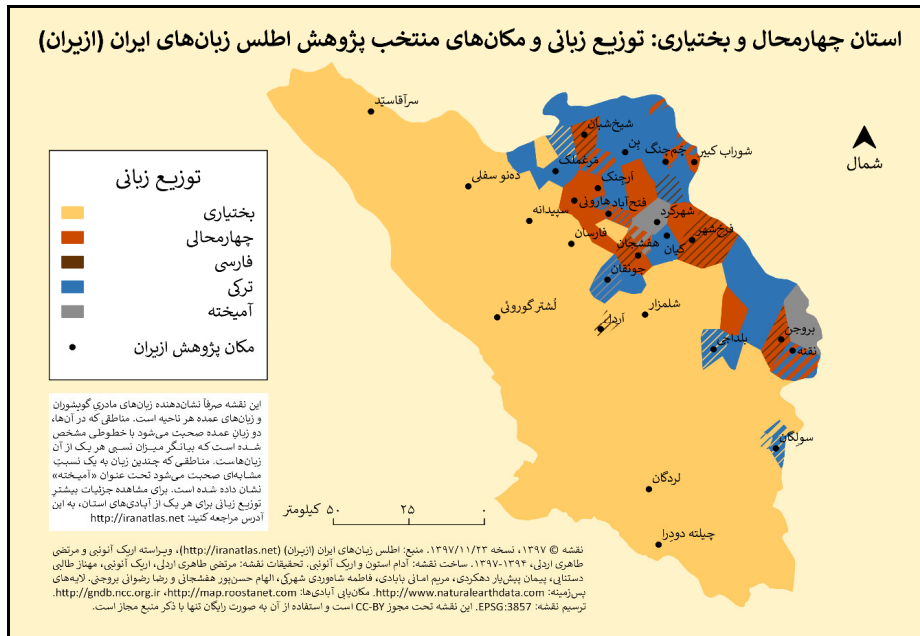 استان چهارمحال و بختیاری: توزیع زبانی و مکان‌های منتخب پژوهش اطلس زبان‌های ایران (ازیران)
سرآقاسیّد
شیخ‌شبان
بِن
چَم‌جنگ
شوراب کبیر
شمال
مَرغملک
ده‌نو سفلی
اَرجنک
هارونی
فتح‌آباد
سپیدانه
شهرکرد
فرخ‌شهر
فارسان
هفشجان
کیان
جونقان
لُشتر گوروئی
شلمزار
اَردل
بروجن
بلداجی
نقنه
سولگان
لردگان
چیلته دودِرا
توزیع زبانی
بختیاری
چهارمحالی
فارسی
ترکی
آمیخته
مکان پژوهش ازیران
این نقشه صرفاً نشان‌دهنده زبان‌های مادریِ گویشوران
و زبان‌های عمده هر ناحیه است. مناطقی که در آن‌ها،
دو زبانِ عمده صحبت می‌شود با خطوطی مشخص
شده است که بیانگر میزان نسبی هر یک از آن
زبان‌هاست. مناطقی که چندین زبان به یک نسبتِ
مشابه‌ای صحبت می‌شود تحت عنوان «آمیخته»
نشان داده شده است. برای مشاهده جزئیات بیشترِ
توزیع زبانی برای هر یک از آبادی‌های استان، به این
آدرس مراجعه کنید: http://iranatlas.net
۰ ۲۵ ۵۰ کیلومتر
نقشه © ۱۳۹۷، نسخه ۱۳۹۷/۱۱/۲۳. منبع: اطلس زبان‌های ایران (ازیران) (http://iranatlas.net)، ویراسته اریک آنونبی و مرتضی
طاهری اردلی، ۱۳۹۴-۱۳۹۷. ساخت نقشه: آدام استون و اریک آنونبی. تحقیقات نقشه: مرتضی طاهری اردلی، اریک آنونبی، مهناز طالبی
دستنایی، پیمان پیش‌یار دهکردی، مریم امانی بابادی، فاطمه شاه‌وردی شهرکی، الهام حسن‌پور هفشجانی و رضا رضوانی بروجنی. لایه‌های
پس‌زمینه: http://www.naturalearthdata.com. مکان‌یابی آبادی‌ها: http://map.roostanet.com، http://gndb.ncc.org.ir.
ترسیم نقشه: EPSG:3857. این نقشه تحت مجوز CC-BY است و استفاده از آن به صورت رایگان تنها با ذکر منبع مجاز است.